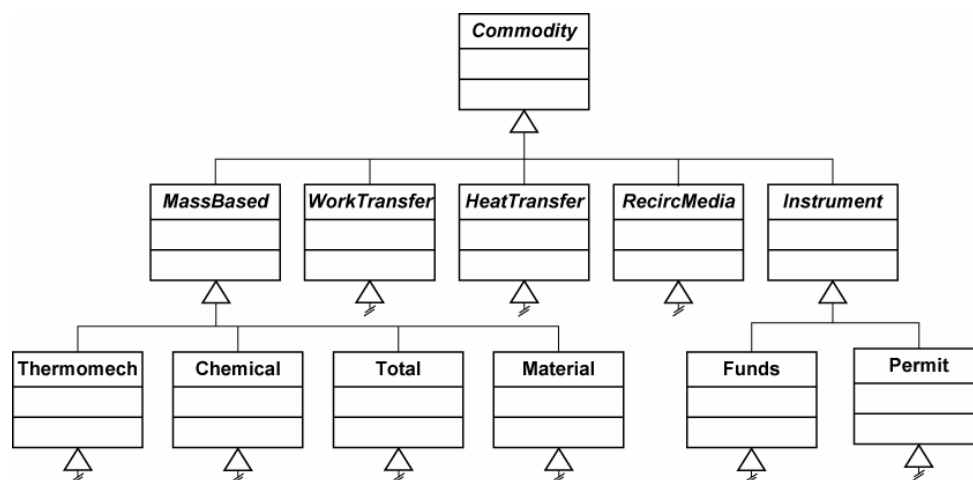 Commodity
MassBased
WorkTransfer
HeatTransfer
RecircMedia
Instrument
Thermomech
Chemical
Total
Material
Funds
Permit